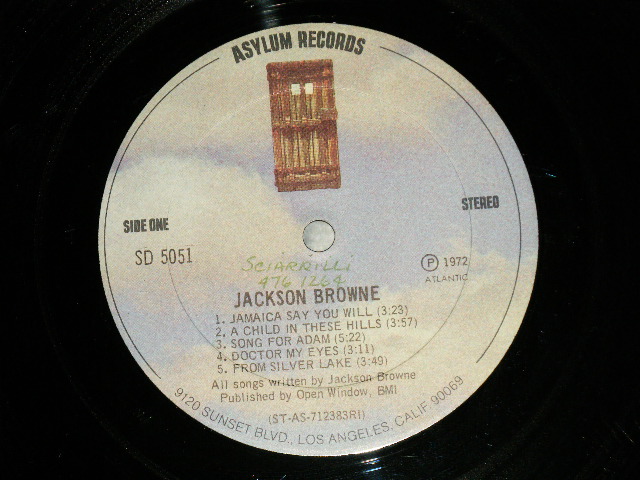 ASYLUM RECORDS
SIDE ONE
STEREO
SD 5051
Ⓟ 1972
ATLANTIC
SCIARRILLI
476 1264
JACKSON BROWNE
1. JAMAICA SAY YOU WILL (3:23)
2. A CHILD IN THESE HILLS (3:57)
3. SONG FOR ADAM (5:22)
4. DOCTOR MY EYES (3:11)
5. FROM SILVER LAKE (3:49)
All songs written by Jackson Browne
Published by Open Window, BMI
(ST-AS-712383RI)
9120 SUNSET BLVD., LOS ANGELES, CALIF. 90069